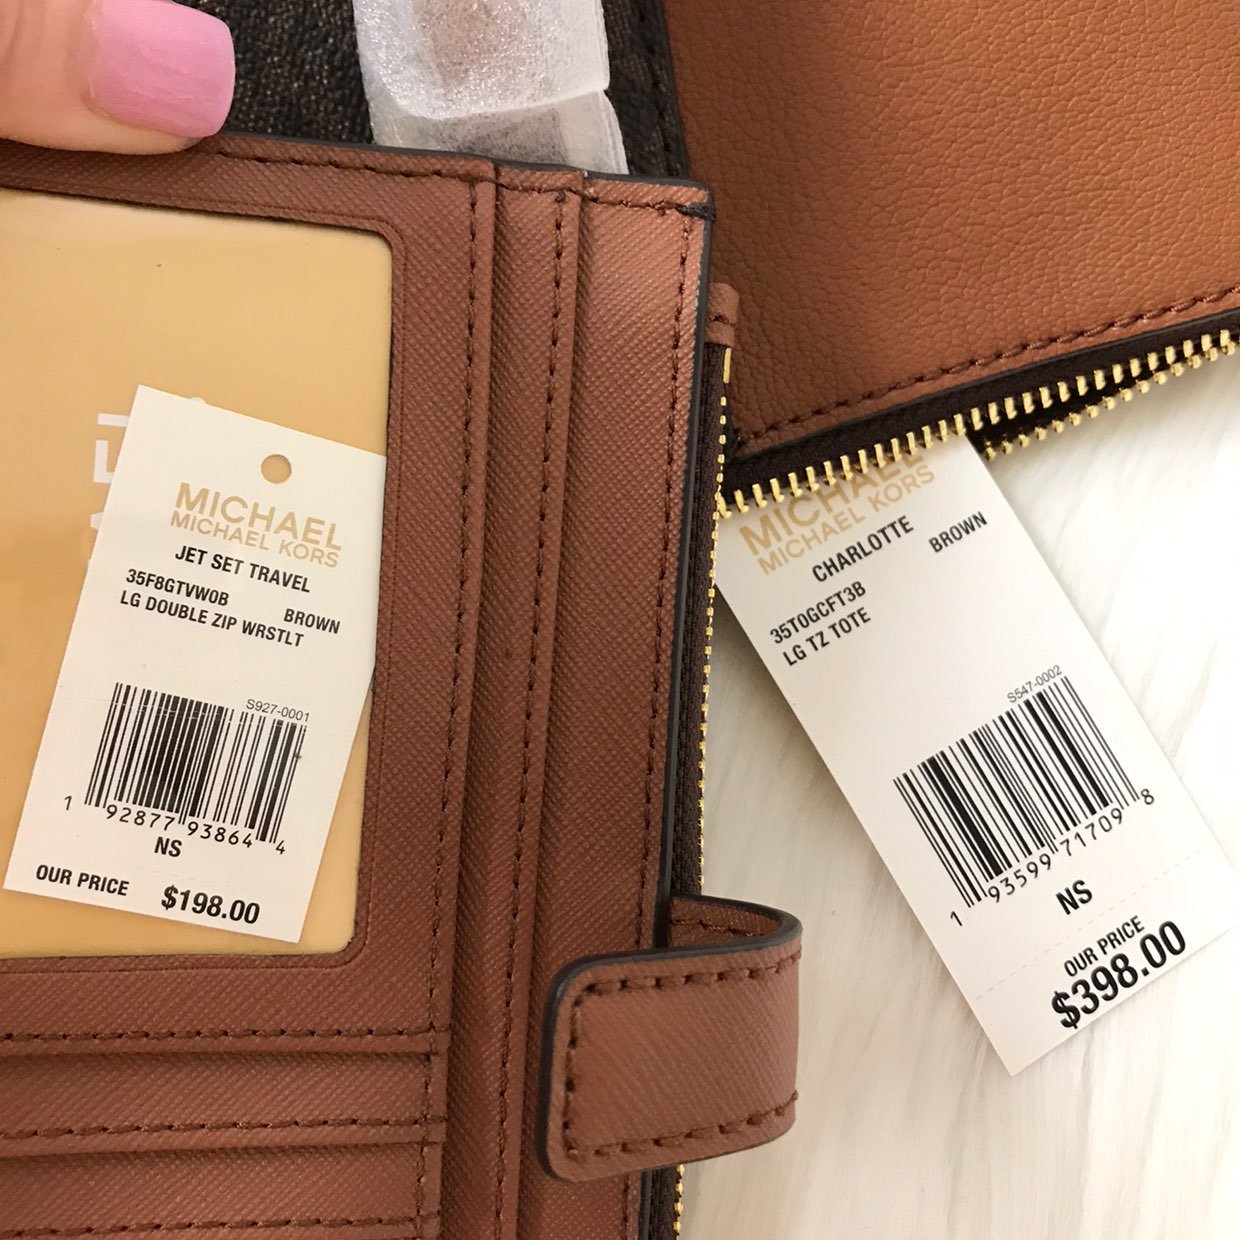 MICHAEL
MICHAEL KORS
JET SET TRAVEL
35F8GTVW0B BROWN
LG DOUBLE ZIP WRSTLT
S927-0001
1 92877 93864 4
NS
OUR PRICE $198.00
MICHAEL
MICHAEL KORS
CHARLOTTE
35T0GCFT3B BROWN
LG TZ TOTE
S547-0002
1 93599 71709 8
NS
OUR PRICE
$398.00